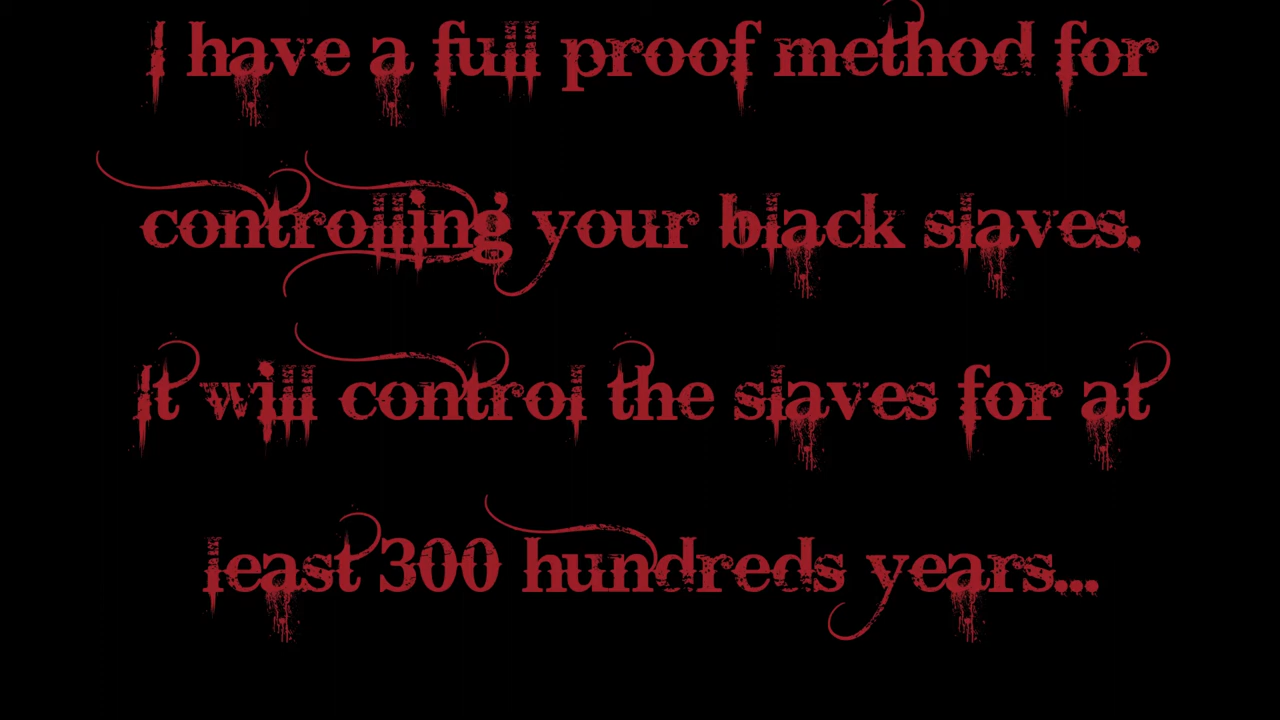 I have a full proof method for
controlling your black slaves.
It will control the slaves for at
least 300 hundreds years...